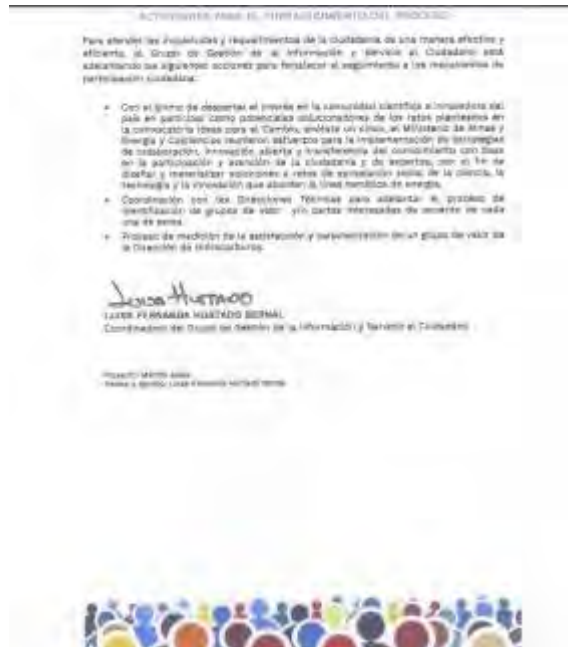 ACTIVIDADES PARA EL FORTALECIMIENTO DEL PROCESO
Para atender las inquietudes y requerimientos de la ciudadanía de una manera efectiva y
eficiente, el Grupo de Gestión de la Información y Servicio al Ciudadano está
adelantando las siguientes acciones para fortalecer el seguimiento a los mecanismos de
participación ciudadana:
• Con el ánimo de despertar el interés en la comunidad científica e innovadora del
país en participar como potenciales solucionadores de los retos planteados en
la convocatoria Ideas para el Cambio, el Ministerio de Minas y
Energía y Colciencias reunieron esfuerzos para la implementación de estrategias
de colaboración, innovación abierta y transferencia del conocimiento con base
en la participación y atención de la ciudadanía y de expertos, con el fin de
diseñar y materializar soluciones a retos de apropiación social de la ciencia, la
tecnología y la innovación que aborden la línea temática de energía.
• Coordinación con las Direcciones Técnicas para adelantar el proceso de
identificación de grupos de valor y/o partes interesadas de acuerdo de cada
una de estas.
• Proceso de medición de la satisfacción y caracterización de un grupo de valor de
la Dirección de Hidrocarburos.
Luisa Hurtado
LUISA FERNANDA HURTADO BERNAL
Coordinadora del Grupo de Gestión de la Información y Servicio al Ciudadano